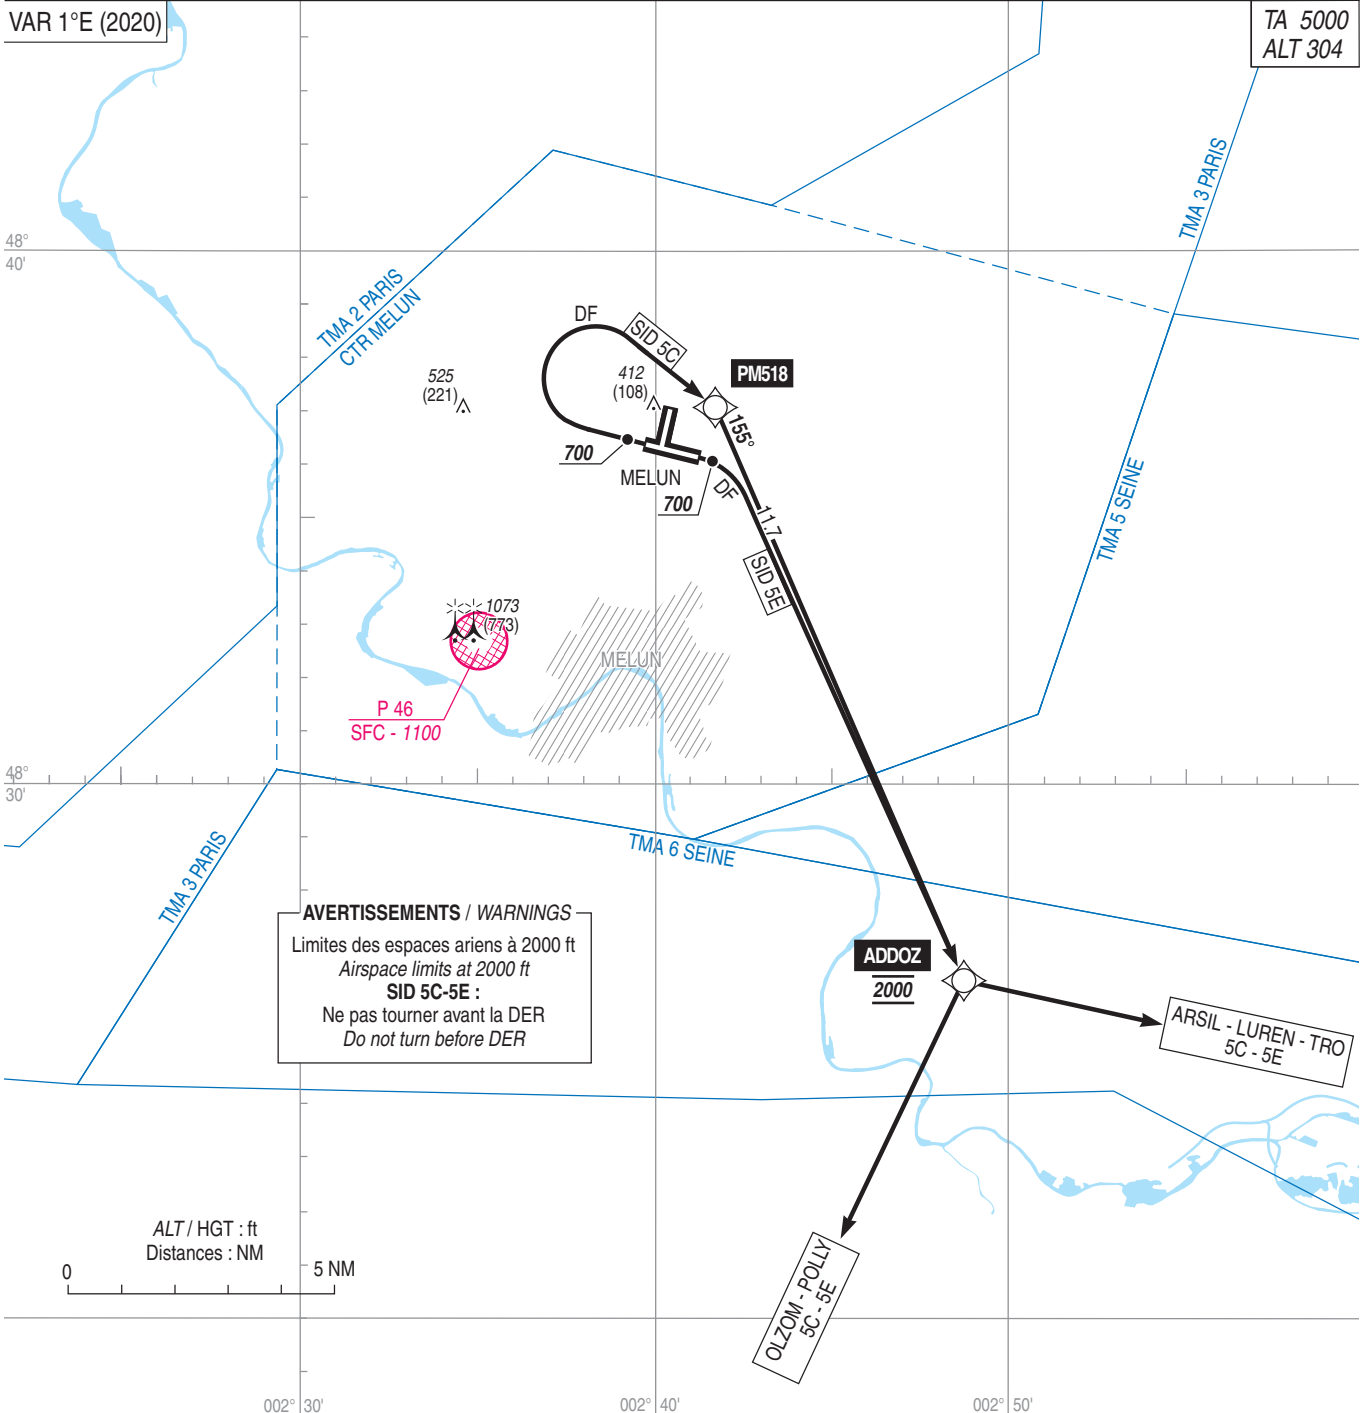 VAR 1°E (2020)
TA 5000
ALT 304
TMA 3 PARIS
48°
40'
TMA 2 PARIS
CTR MELUN
DF
SID 5C
PM518
525
(221)
412
(108)
155°
700
MELUN
700
DF
11.7
TMA 5 SEINE
SID 5E
1073
(773)
MELUN
P 46
SFC - 1100
48°
30'
TMA 6 SEINE
TMA 3 PARIS
AVERTISSEMENTS / WARNINGS
Limites des espaces ariens à 2000 ft
Airspace limits at 2000 ft
SID 5C-5E :
Ne pas tourner avant la DER
Do not turn before DER
ADDOZ
2000
ARSIL - LUREN - TRO
5C - 5E
OLZOM - POLLY
5C - 5E
ALT / HGT : ft
Distances : NM
0
5 NM
002° 30'
002° 40'
002° 50'